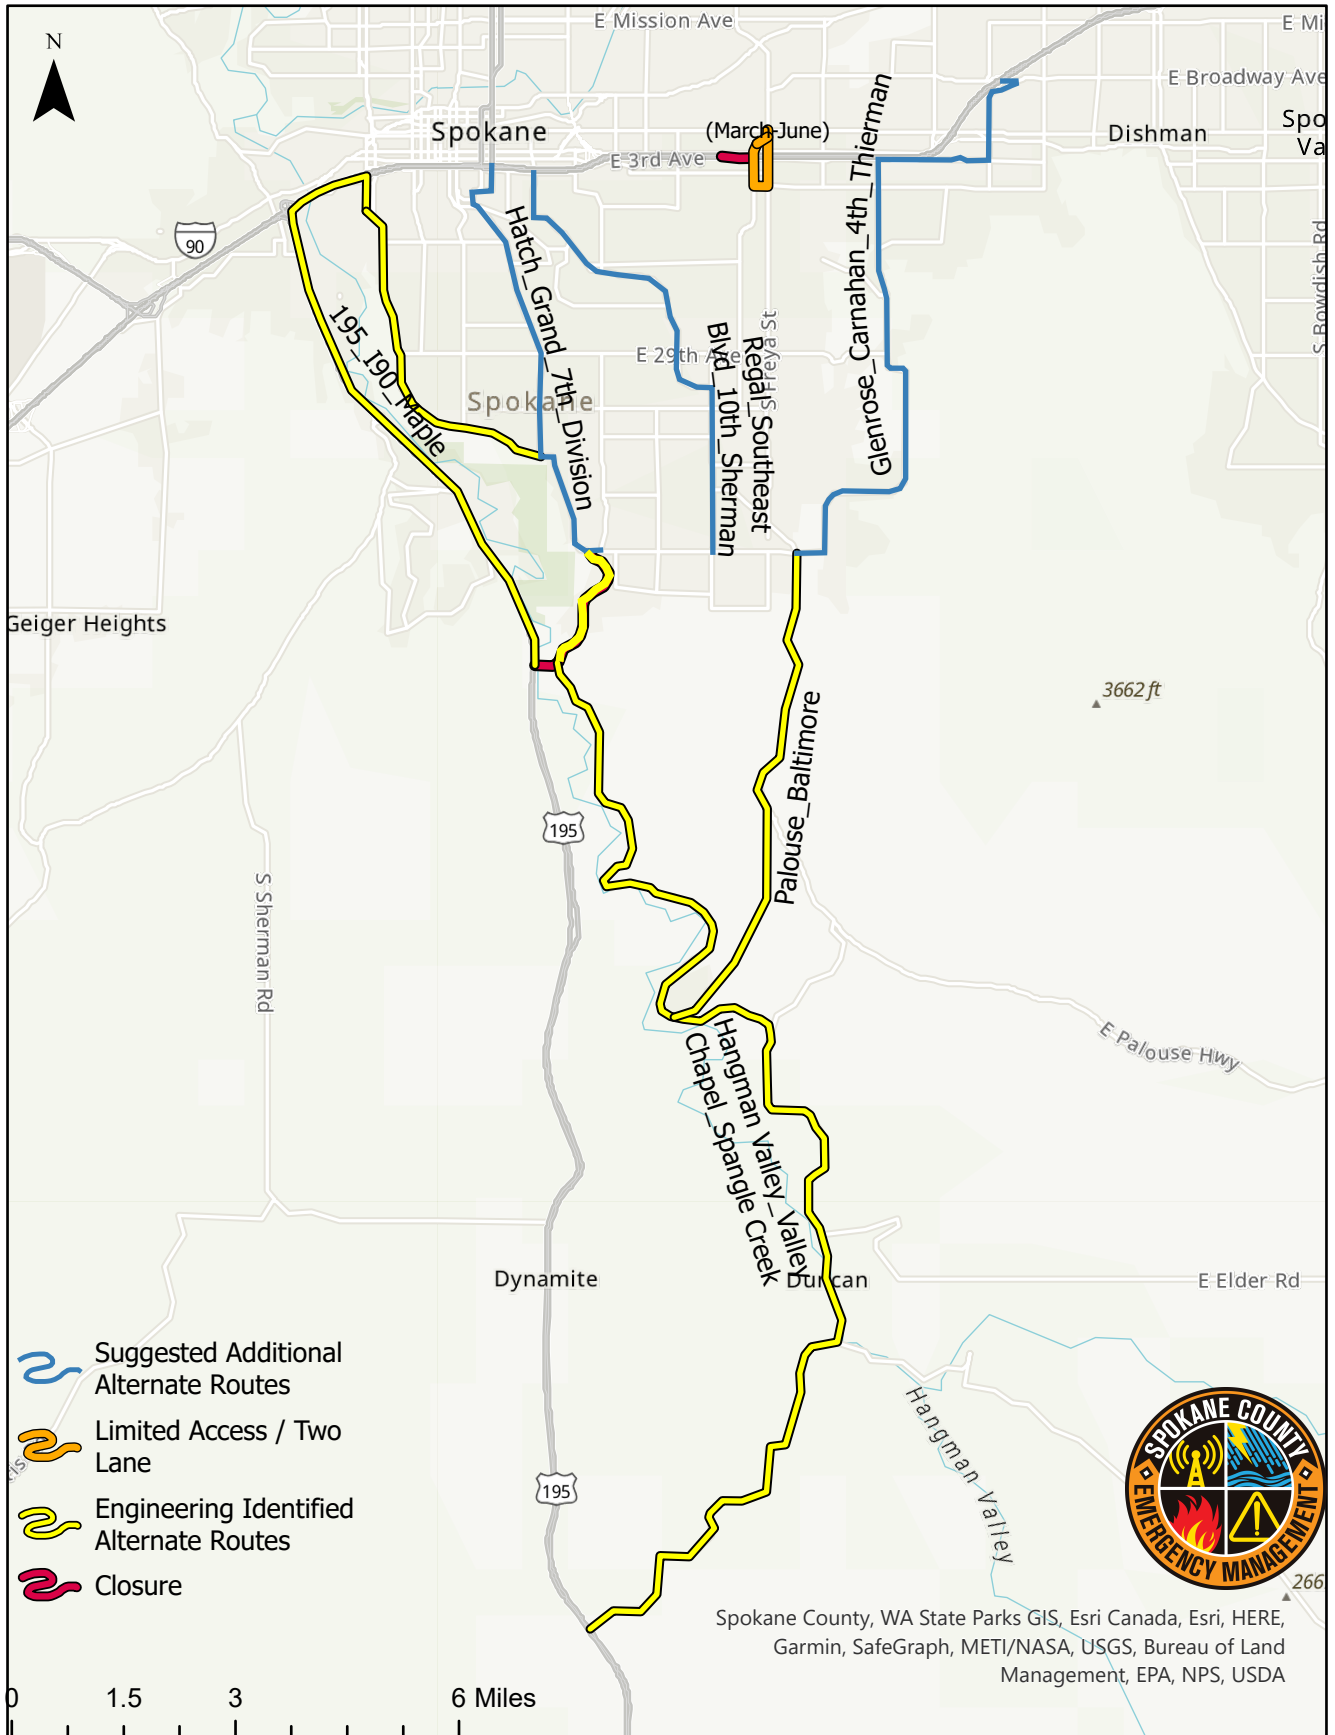 E Mission Ave
E Mi
N
E Broadway Ave
Spokane
(March-June)
Dishman
Spo
Va
E 3rd Ave
90
Hatch_Grand_7th_Division
Glenrose_Carnahan_4th_Thierman
S Bowdish Rd
195_I90_Maple
E 29th Ave
S Freya St
Regal_Southeast
Blvd_10th_Sherman
Spokane
Geiger Heights
3662 ft
Palouse_Baltimore
195
S Sherman Rd
E Palouse Hwy
Hangman Valley_Valley
Chapel_Spangle Creek
Dynamite
Duncan
E Elder Rd
Suggested Additional
Alternate Routes
Limited Access / Two
Lane
Hangman Valley
SPOKANE COUNTY
EMERGENCY MANAGEMENT
195
Engineering Identified
Alternate Routes
Closure
266
Spokane County, WA State Parks GIS, Esri Canada, Esri, HERE,
Garmin, SafeGraph, METI/NASA, USGS, Bureau of Land
Management, EPA, NPS, USDA
0 1.5 3 6 Miles